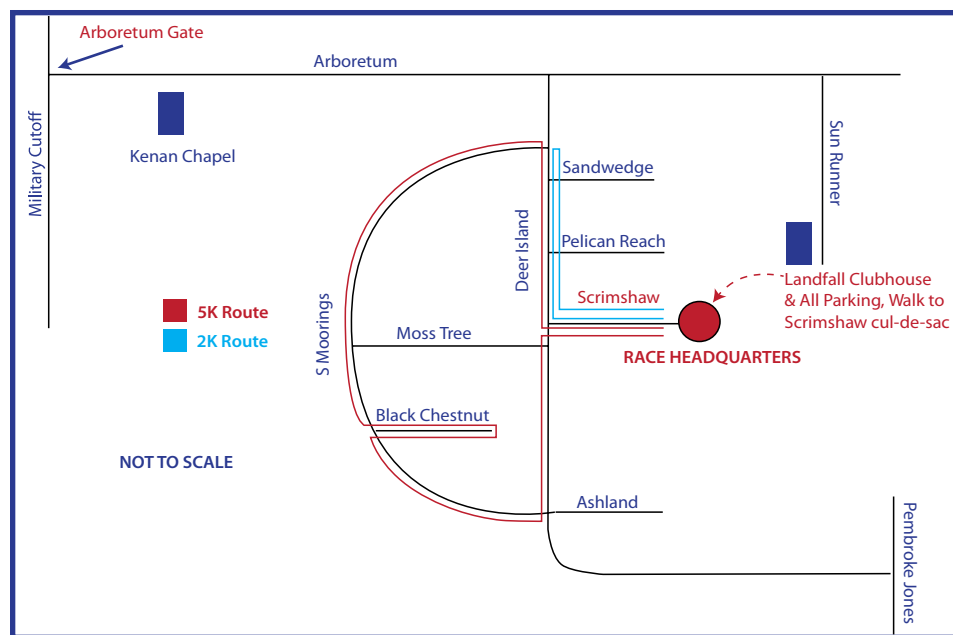 Arboretum Gate
Arboretum
Military Cutoff
Kenan Chapel
Sun Runner
Sandwedge
Deer Island
Pelican Reach
Scrimshaw
Landfall Clubhouse
& All Parking, Walk to
Scrimshaw cul-de-sac
5K Route
2K Route
S Moorings
Moss Tree
RACE HEADQUARTERS
Black Chestnut
NOT TO SCALE
Ashland
Pembroke Jones